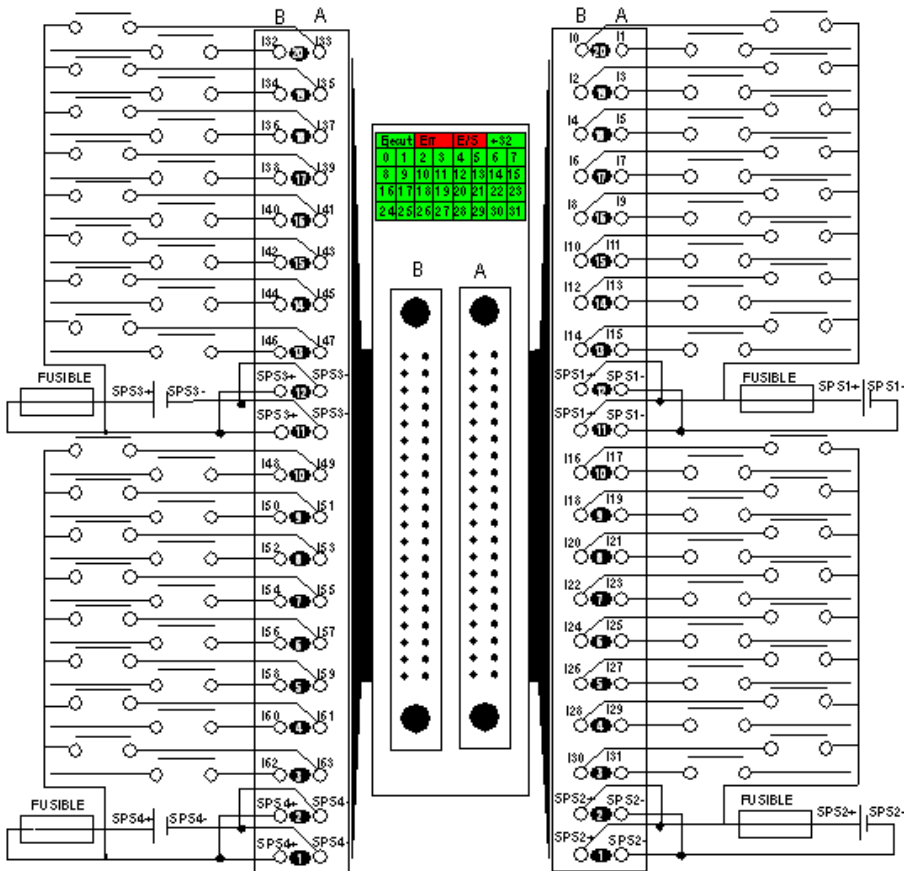 B A
I32 20 I33
I34 19 I35
I36 18 I37
I38 17 I39
I40 16 I41
I42 15 I43
I44 14 I45
I46 13 I47
SPS3+ 12 SPS3-
FUSIBLE SPS3+ SPS3-
SPS3+ 11 SPS3-
I48 10 I49
I50 9 I51
I52 8 I53
I54 7 I55
I56 6 I57
I58 5 I59
I60 4 I61
I62 3 I63
SPS4+ 2 SPS4-
FUSIBLE SPS4+ SPS4-
SPS4+ 1 SPS4-
Err E/S +32
0 1 2 3 4 5 6 7
8 9 10 11 12 13 14 15
16 17 18 19 20 21 22 23
24 25 26 27 28 29 30 31
B A
B A
I0 20 I1
I2 19 I3
I4 18 I5
I6 17 I7
I8 16 I9
I10 15 I11
I12 14 I13
I14 13 I15
SPS1+ 12 SPS1-
FUSIBLE SPS1+ SPS1-
SPS1+ 11 SPS1-
I16 10 I17
I18 9 I19
I20 8 I21
I22 7 I23
I24 6 I25
I26 5 I27
I28 4 I29
I30 3 I31
SPS2+ 2 SPS2-
FUSIBLE SPS2+ SPS2-
SPS2+ 1 SPS2-